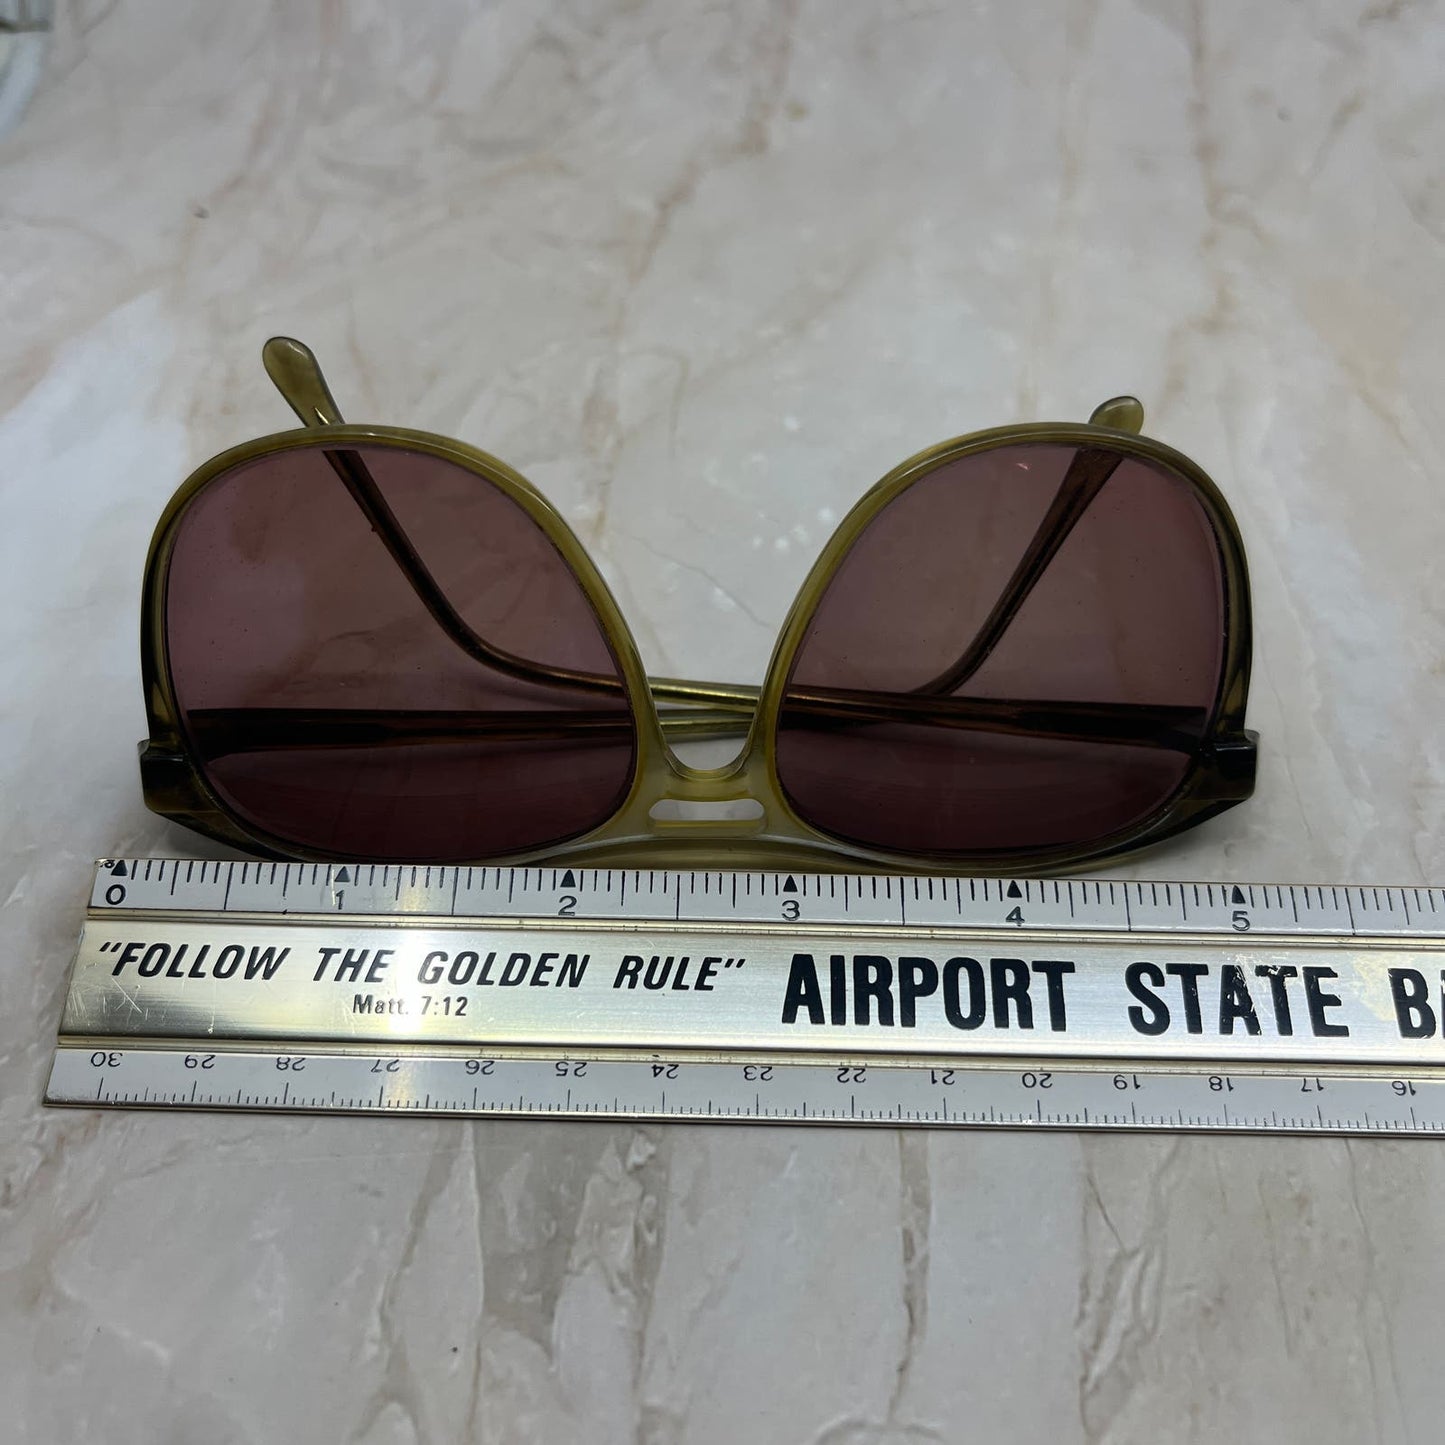 0 1 2 3 4 5
"FOLLOW THE GOLDEN RULE" AIRPORT STATE
Matt. 7:12
30 29 28 27 26 25 24 23 22 21 20 19 18 17 16